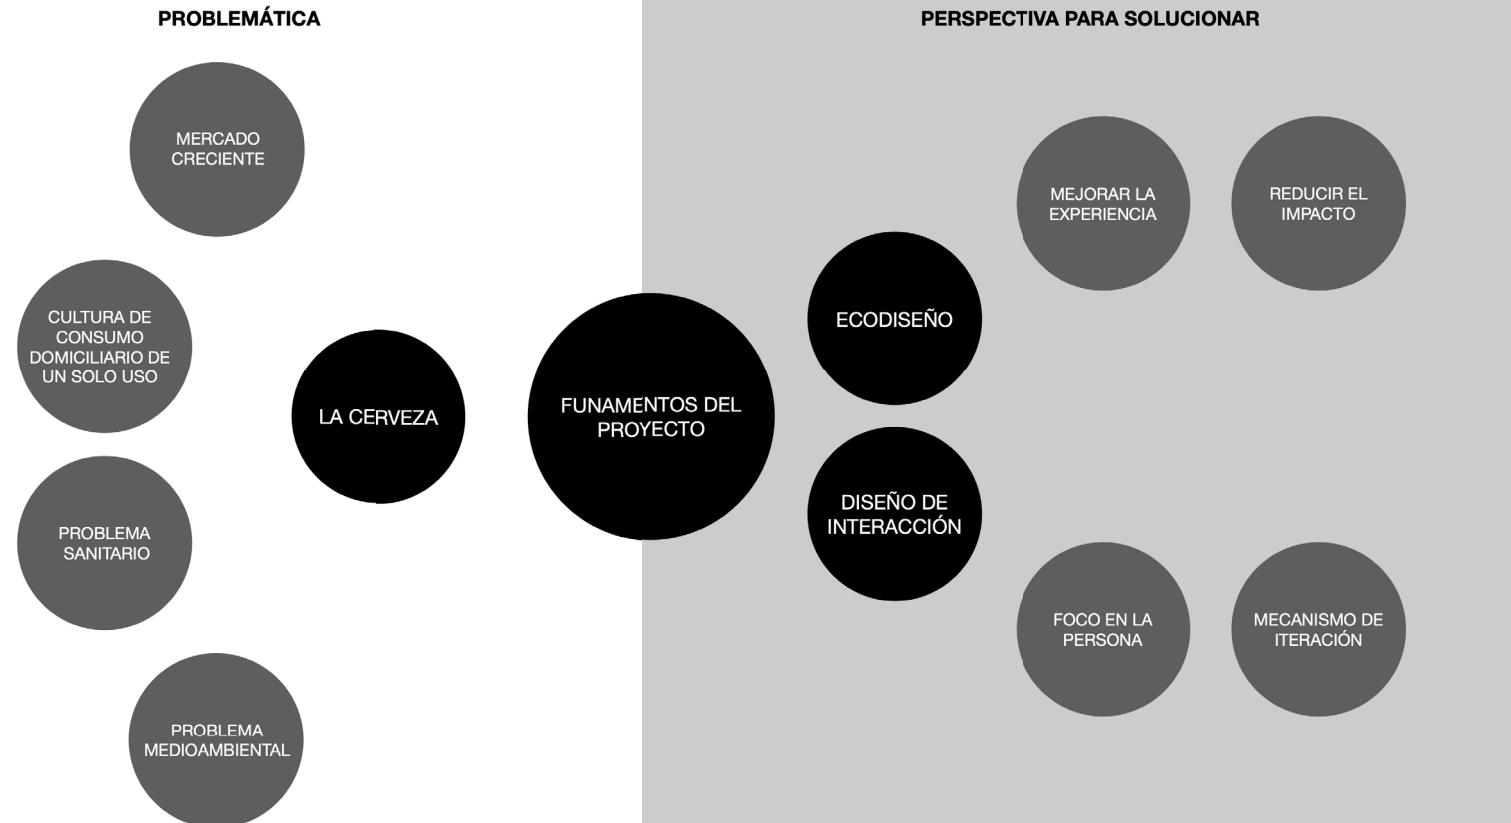 PROBLEMÁTICA
PERSPECTIVA PARA SOLUCIONAR
MERCADO
CRECIENTE
CULTURA DE
CONSUMO
DOMICILIARIO DE
UN SOLO USO
PROBLEMA
SANITARIO
PROBLEMA
MEDIOAMBIENTAL
LA CERVEZA
FUNAMENTOS DEL
PROYECTO
ECODISEÑO
DISEÑO DE
INTERACCIÓN
MEJORAR LA
EXPERIENCIA
REDUCIR EL
IMPACTO
FOCO EN LA
PERSONA
MECANISMO DE
ITERACIÓN